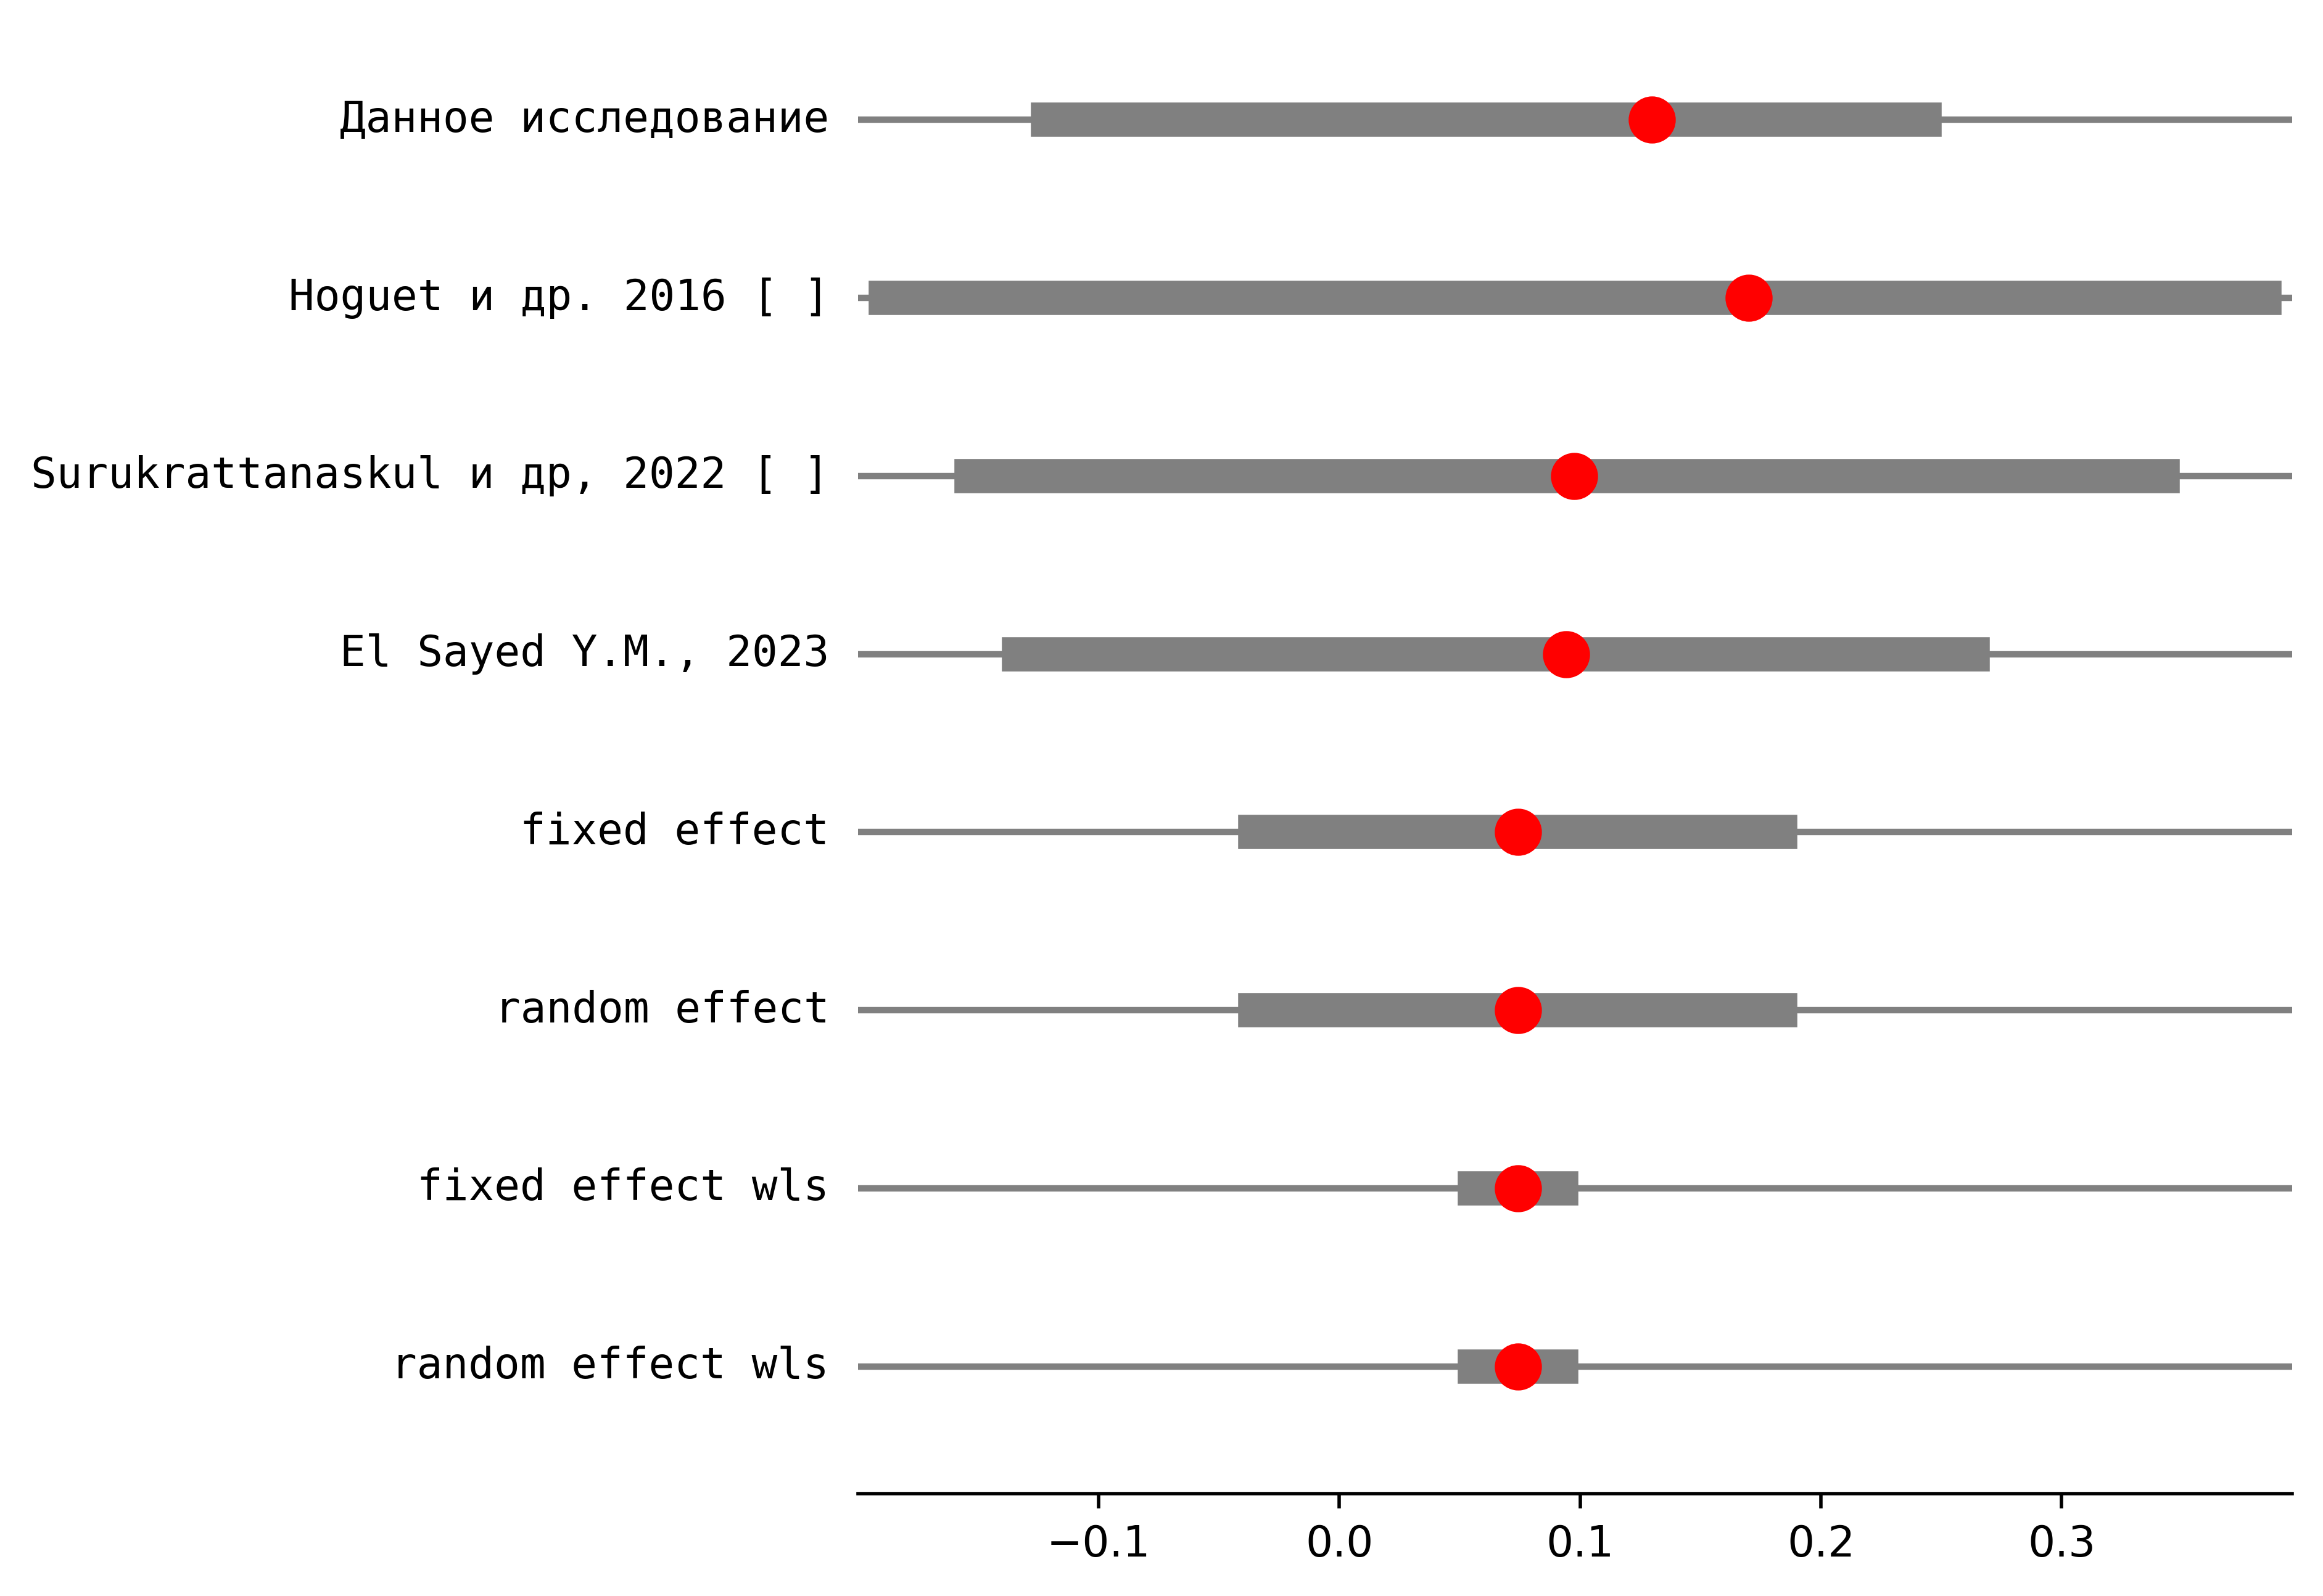 Данное исследование
Hoguet и др. 2016 [ ]
Surukrattanaskul и др, 2022 [ ]
El Sayed Y.M., 2023
fixed effect
random effect
fixed effect wls
random effect wls
−0.1 0.0 0.1 0.2 0.3